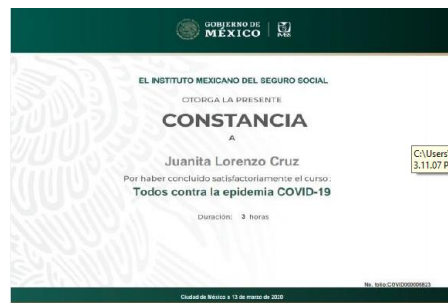 GOBIERNO DE
MÉXICO
IMSS
EL INSTITUTO MEXICANO DEL SEGURO SOCIAL
OTORGA LA PRESENTE
CONSTANCIA
A
Juanita Lorenzo Cruz
Por haber concluido satisfactoriamente el curso:
Todos contra la epidemia COVID-19
Duración: 3 horas
C:\Users\
3.11.07 P
Ciudad de México a 13 de marzo de 2020